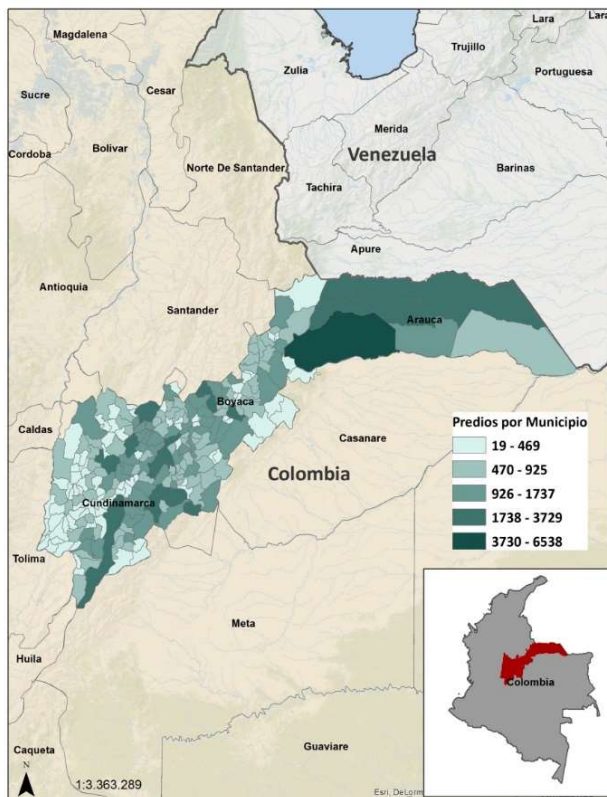 Magdalena
Sucre
Cesar
Cordoba
Bolivar
Zulia
Lara
Lara
Trujillo
Portuguesa
Merida
Venezuela
Norte De Santander
Tachira
Barinas
Apure
Antioquia
Santander
Arauca
Boyaca
Caldas
Casanare
Colombia
Cundinamarca
Predios por Municipio
19 - 469
470 - 925
926 - 1737
1738 - 3729
3730 - 6538
Tolima
Meta
Huila
Colombia
Guaviare
Caqueta
N
1:3.363.289
Esri, DeLorm